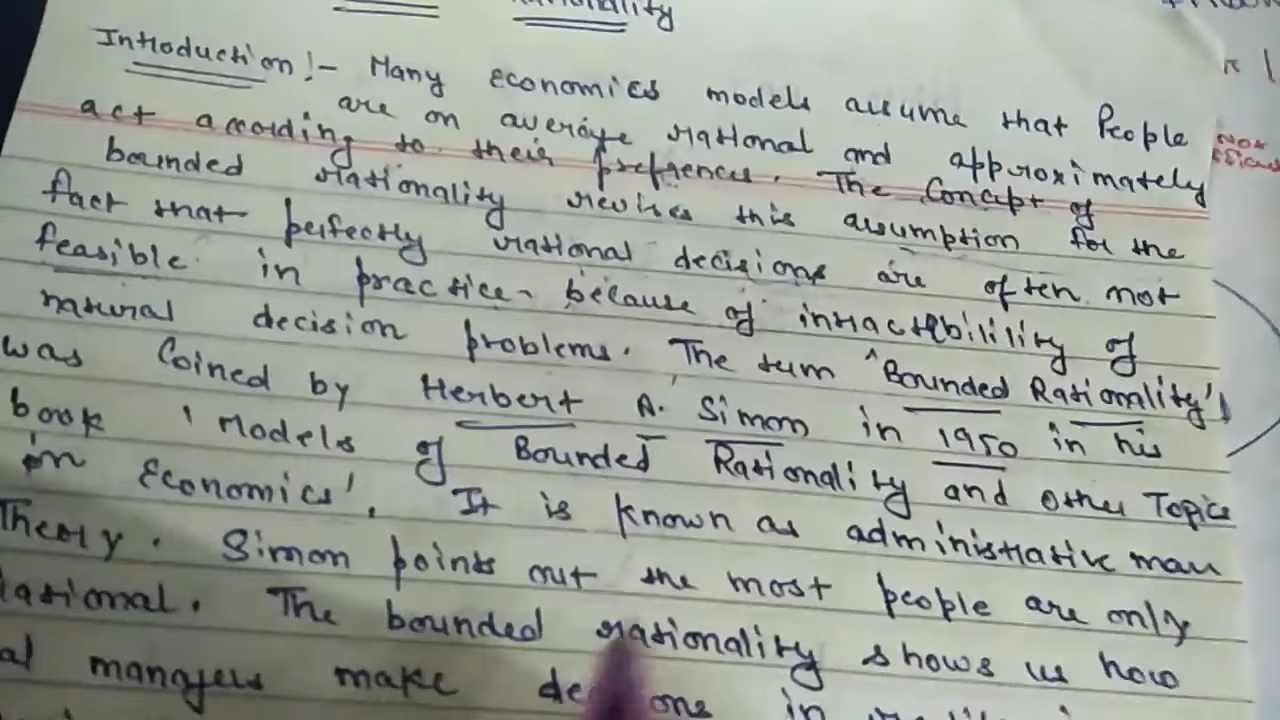 Introduction:- Many economics models assume that People
are on average rational and approximately
act according to their prefrences. The Concept of
bounded rationality revises this assumption for the
fact that perfectly rational decisions are often not
feasible in practice. because of intractibilility of
natural decision problems. The term 'Bounded Rationality'
was Coined by Herbert A. Simon in 1950 in his
book 'Models of Bounded Rationality and other Topics
in Economics'. It is known as administrative man
Theory. Simon points out the most people are only
rational. The bounded rationality shows us how
al managers make in